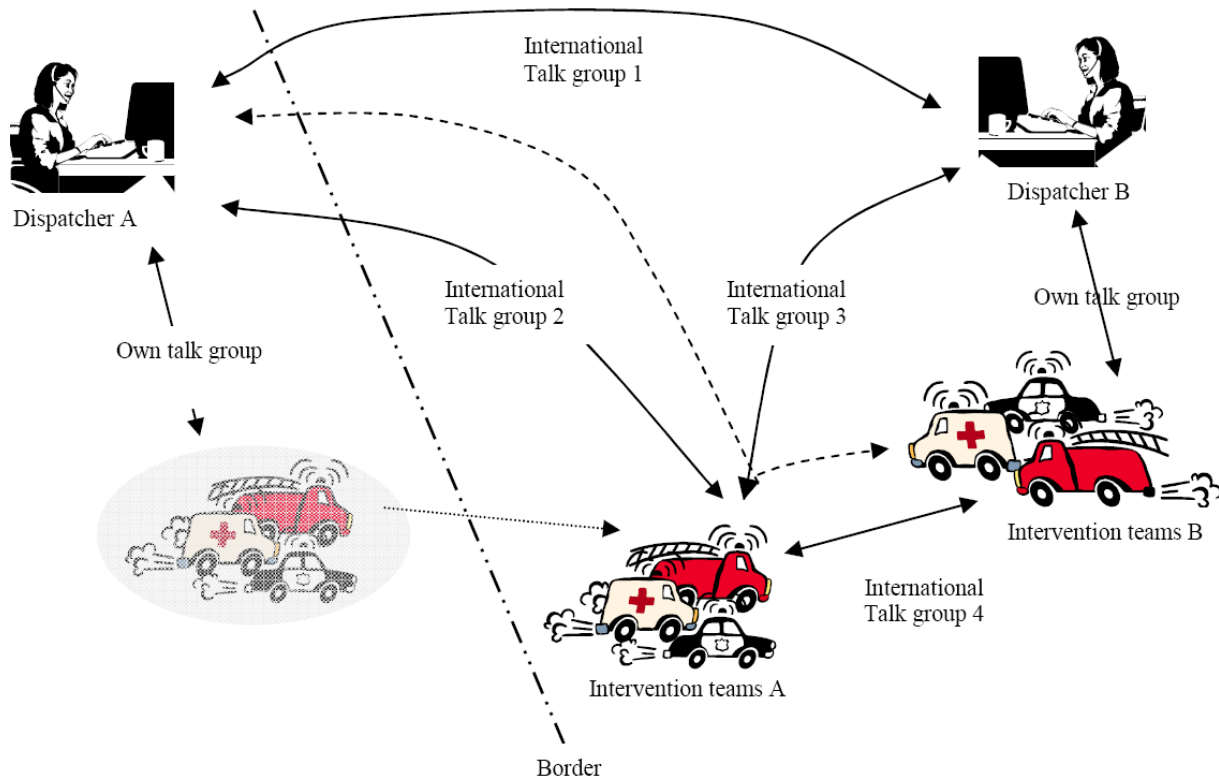 International
Talk group 1
Dispatcher A
Dispatcher B
International
Talk group 2
International
Talk group 3
Own talk group
Own talk group
Intervention teams B
International
Talk group 4
Intervention teams A
Border